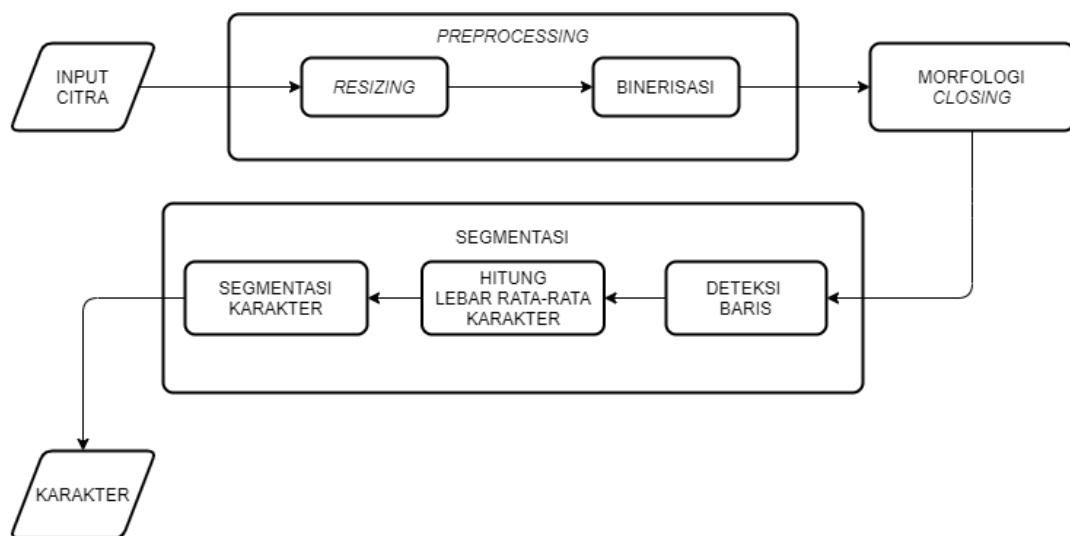 PREPROCESSING
INPUT
CITRA
RESIZING
BINERISASI
MORFOLOGI
CLOSING
SEGMENTASI
DETEKSI
BARIS
HITUNG
LEBAR RATA-RATA
KARAKTER
SEGMENTASI
KARAKTER
KARAKTER